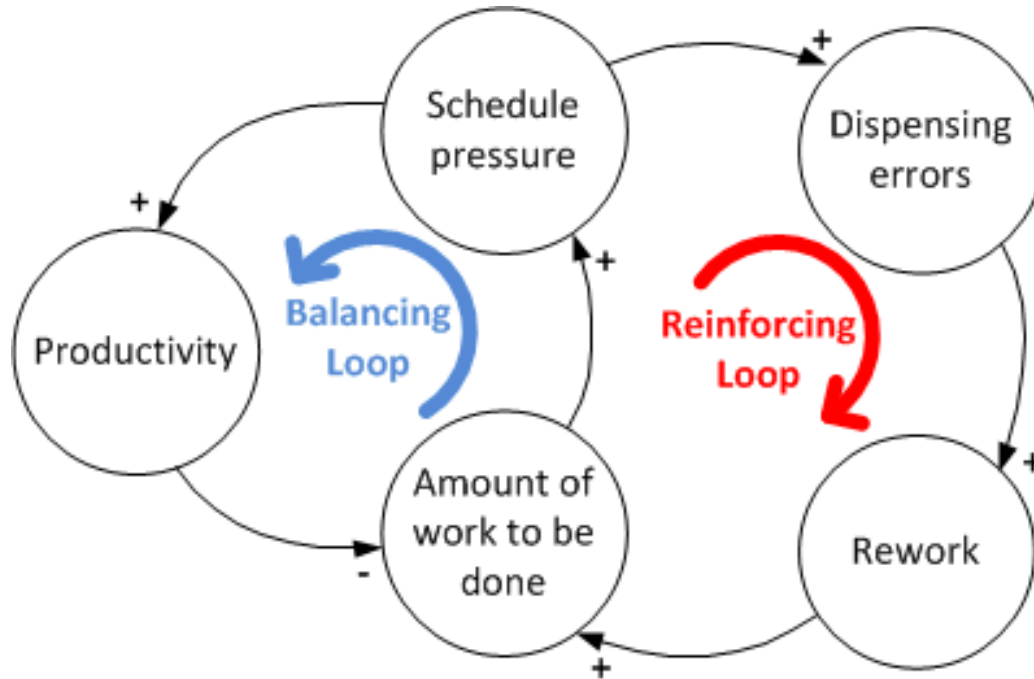 +
Schedule
pressure
Dispensing
errors
+
+
Balancing
Loop
Reinforcing
Loop
Productivity
+
Amount of
work to be
done
-
Rework
+
+